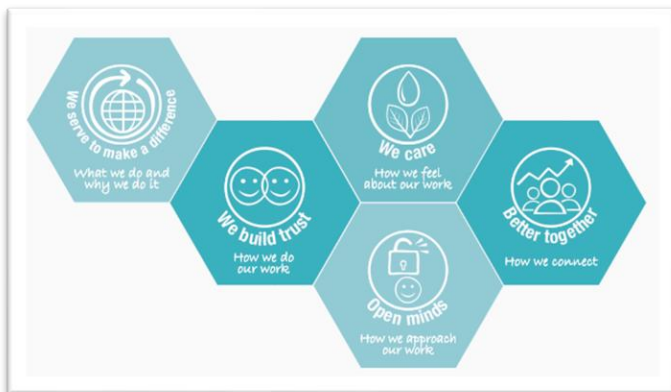 We serve to make a difference
What we do and
why we do it
We build trust
How we do
our work
We care
How we feel
about our work
Open minds
How we approach
our work
Better together
How we connect